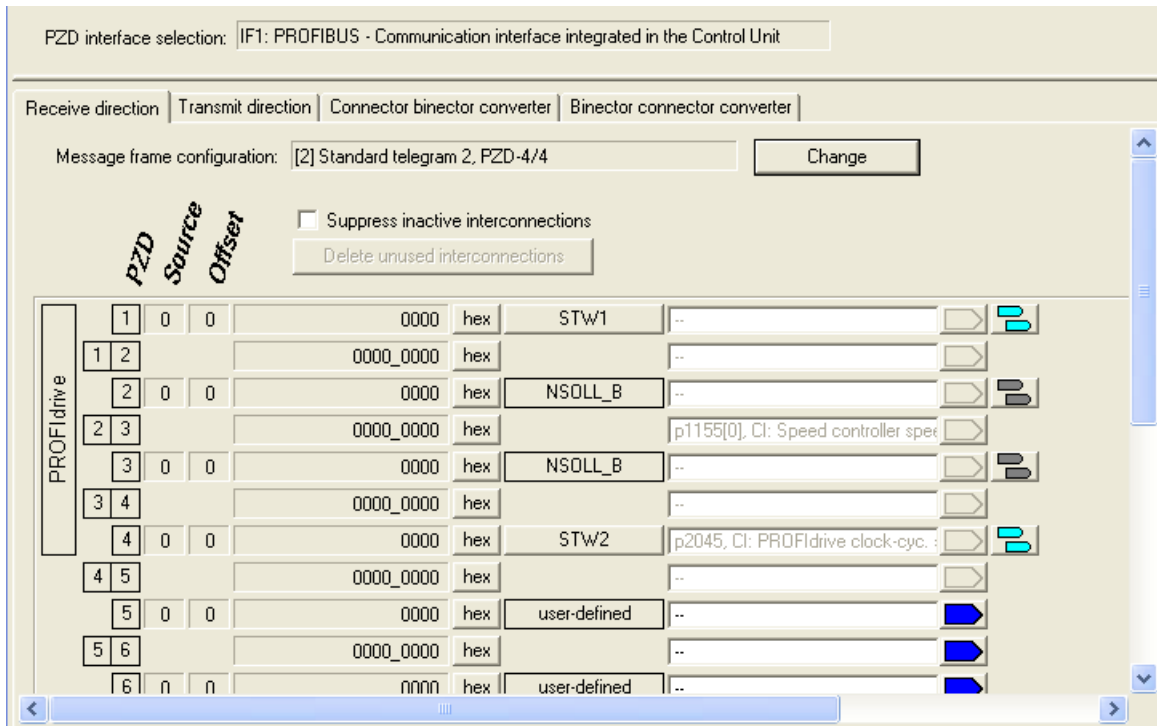 PZD interface selection: IF1: PROFIBUS - Communication interface integrated in the Control Unit
Receive direction Transmit direction Connector binector converter Binector connector converter
Message frame configuration: [2] Standard telegram 2, PZD-4/4 Change
PZD Source Offset
Suppress inactive interconnections
Delete unused interconnections
PROFIdrive
1 0 0 0000 hex STW1 --
1 2 0000_0000 hex --
2 0 0 0000 hex NSOLL_B --
2 3 0000_0000 hex p1155[0], CI: Speed controller spee
3 0 0 0000 hex NSOLL_B --
3 4 0000_0000 hex --
4 0 0 0000 hex STW2 p2045, CI: PROFIdrive clock-cyc.
4 5 0000_0000 hex --
5 0 0 0000 hex user-defined --
5 6 0000_0000 hex --
6 0 0 0000 hex user-defined --